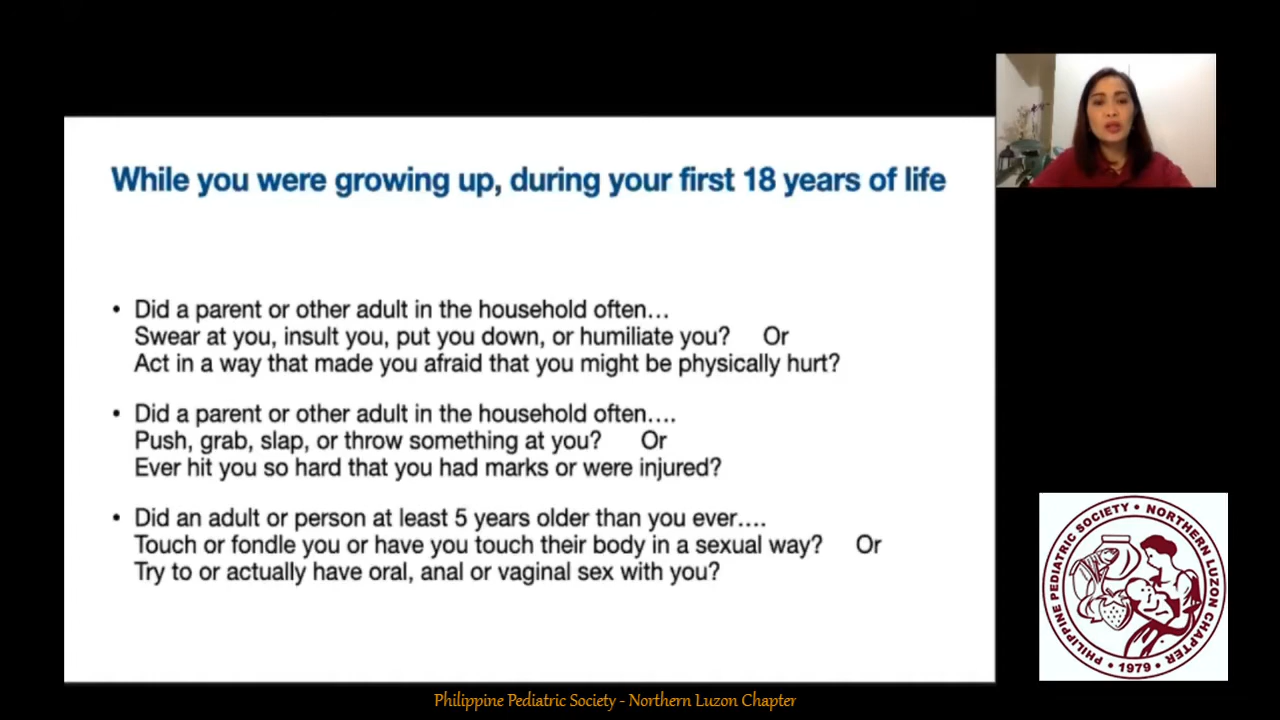 While you were growing up, during your first 18 years of life
• Did a parent or other adult in the household often...
Swear at you, insult you, put you down, or humiliate you? Or
Act in a way that made you afraid that you might be physically hurt?
• Did a parent or other adult in the household often....
Push, grab, slap, or throw something at you? Or
Ever hit you so hard that you had marks or were injured?
• Did an adult or person at least 5 years older than you ever....
Touch or fondle you or have you touch their body in a sexual way? Or
Try to or actually have oral, anal or vaginal sex with you?
PHILIPPINE PEDIATRIC SOCIETY • NORTHERN LUZON CHAPTER
• 1979 •
Philippine Pediatric Society - Northern Luzon Chapter